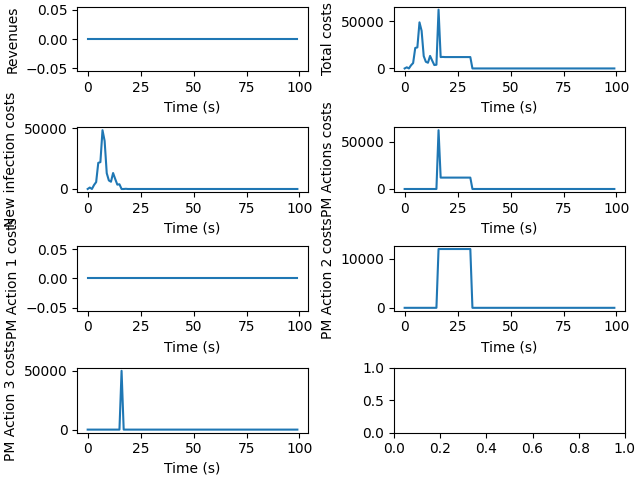 Revenues
0.05
0.00
−0.05
0 25 50 75 100
Time (s)
Total costs
50000
0
0 25 50 75 100
Time (s)
New infection costs
50000
0
0 25 50 75 100
Time (s)
PM Actions costs
50000
0
0 25 50 75 100
Time (s)
PM Action 1 costs
0.05
0.00
−0.05
0 25 50 75 100
Time (s)
PM Action 2 costs
10000
0
0 25 50 75 100
Time (s)
PM Action 3 costs
50000
0
0 25 50 75 100
Time (s)
1.0
0.5
0.0
0.0 0.2 0.4 0.6 0.8 1.0